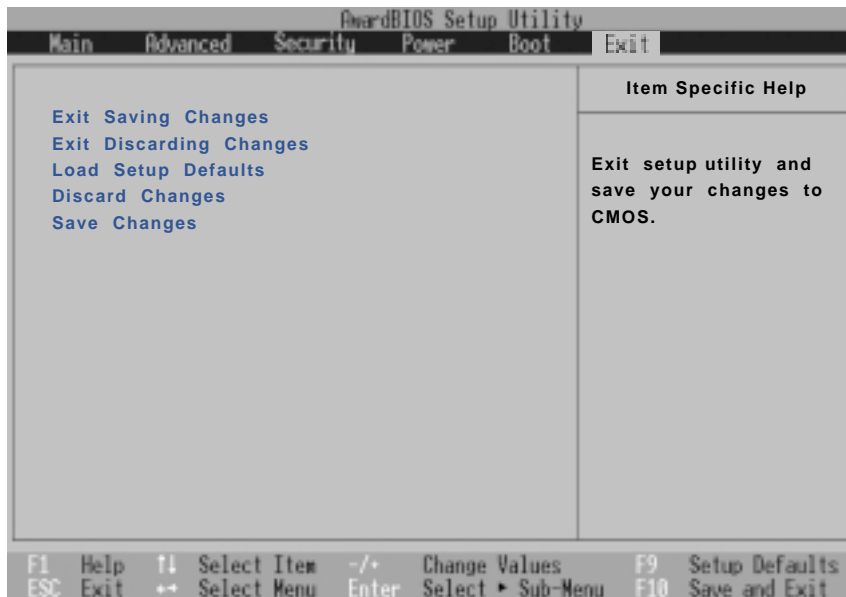 AwardBIOS Setup Utility
Main Advanced Security Power Boot Exit
Item Specific Help
Exit Saving Changes
Exit Discarding Changes
Load Setup Defaults
Discard Changes
Save Changes
Exit setup utility and
save your changes to
CMOS.
F1 Help ↑↓ Select Item -/+ Change Values F9 Setup Defaults
ESC Exit ←→ Select Menu Enter Select ▸ Sub-Menu F10 Save and Exit